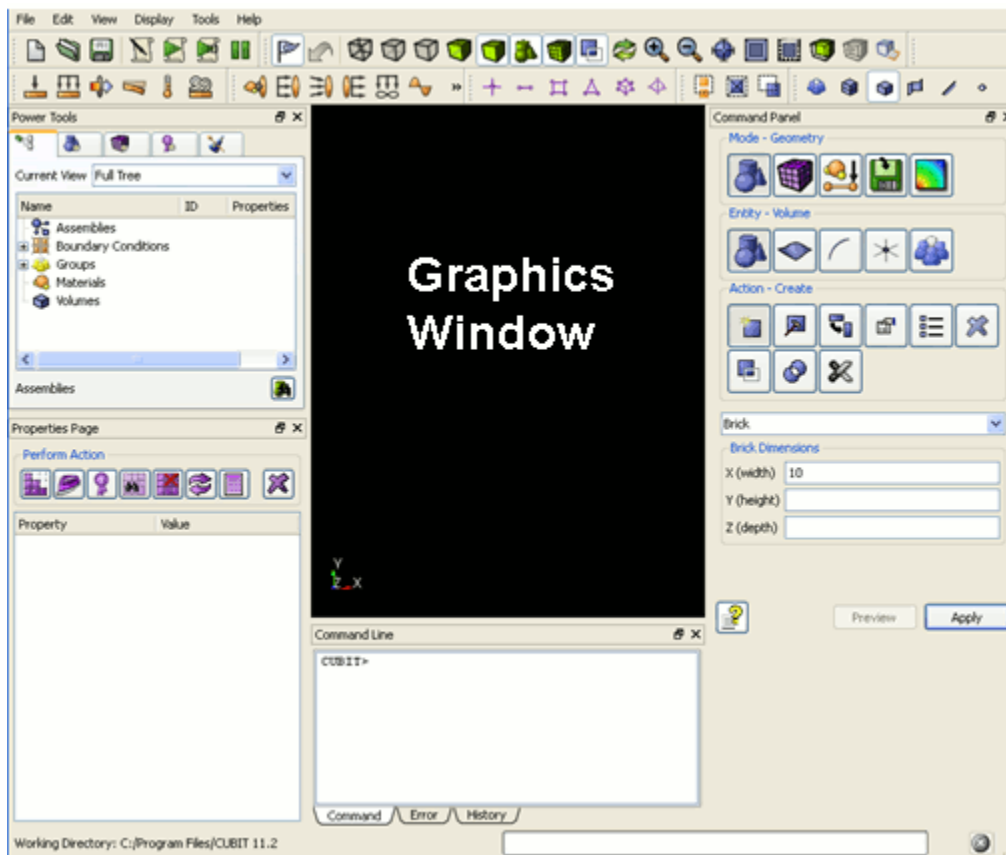 File Edit View Display Tools Help
Power Tools
Current View Full Tree
Name ID Properties
Assemblies
Boundary Conditions
Groups
Materials
Volumes
Assemblies
Properties Page
Perform Action
Property Value
Graphics
Window
Y
Z X
Command Line
CUBIT>
Command Error History
Command Panel
Mode - Geometry
Entity - Volume
Action - Create
Brick
Brick Dimensions
X (width) 10
Y (height)
Z (depth)
Preview Apply
Working Directory: C:/Program Files/CUBIT 11.2